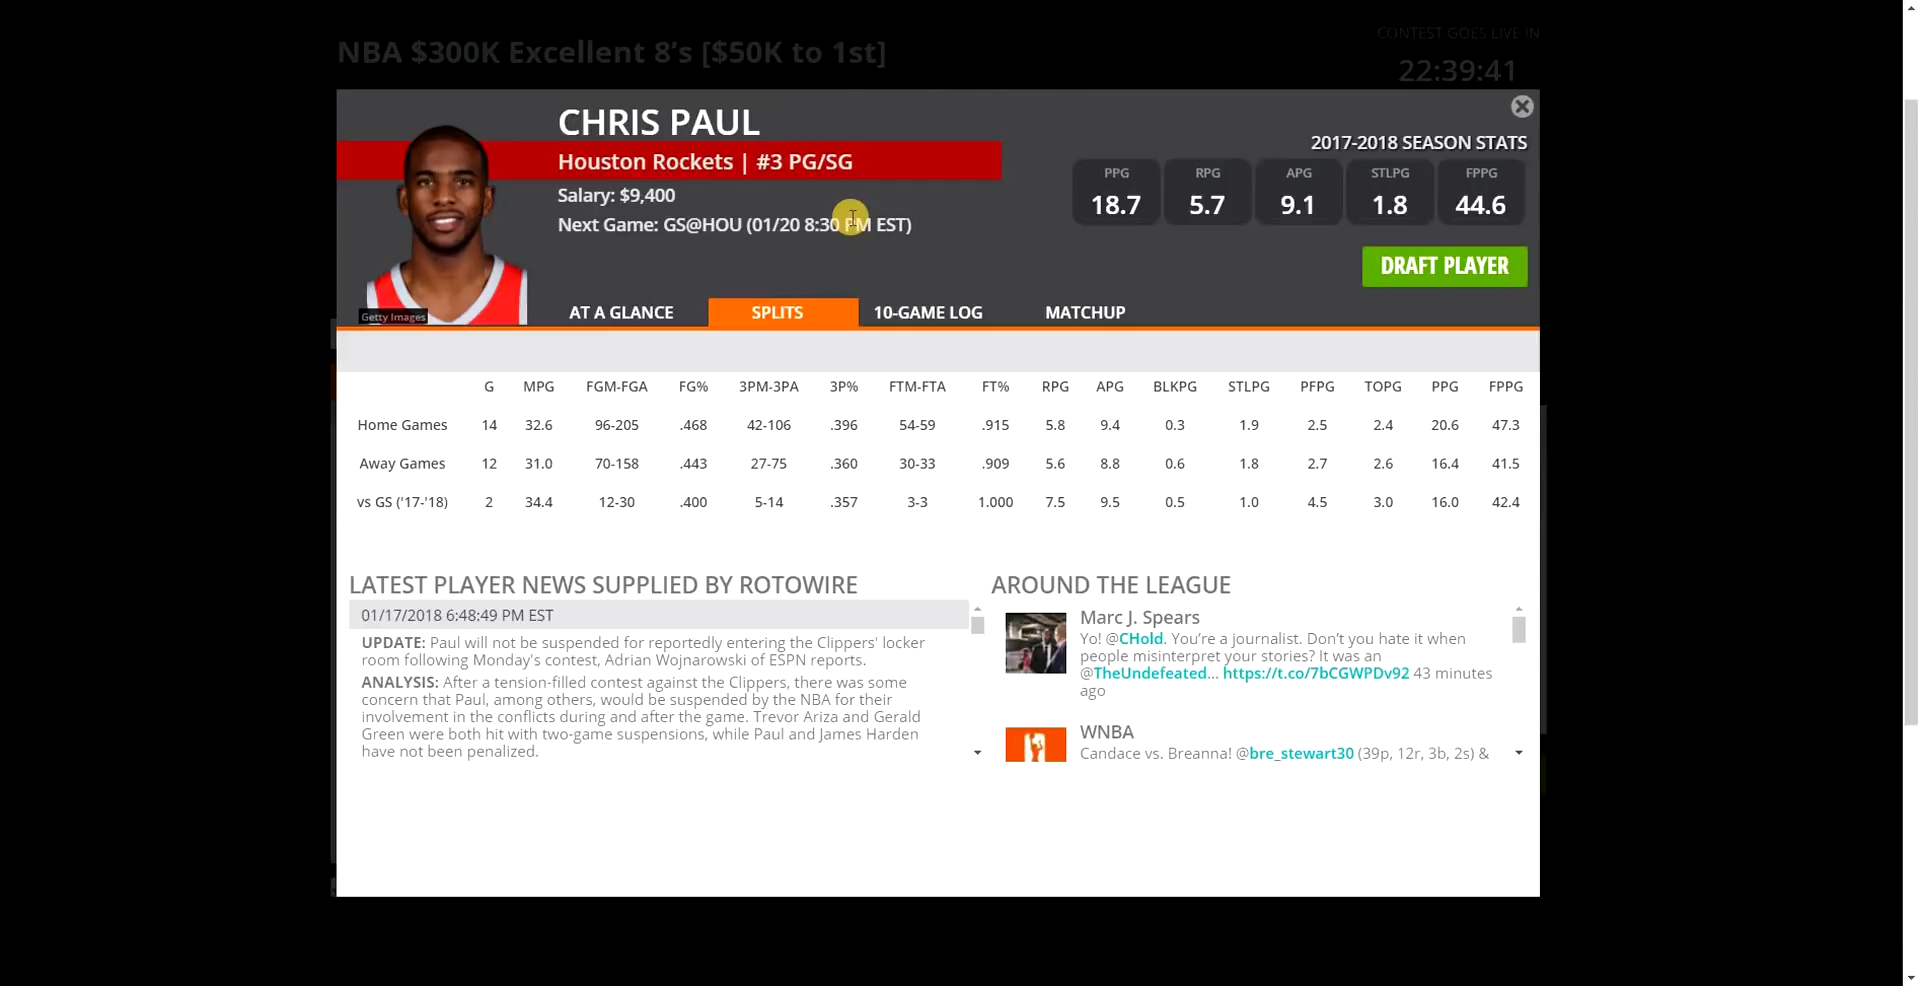 NBA $300K Excellent 8's [$50K to 1st]
CONTEST GOES LIVE IN
22:39:41
CHRIS PAUL
Houston Rockets | #3 PG/SG
Salary: $9,400
Next Game: GS@HOU (01/20 8:30 PM EST)
2017-2018 SEASON STATS
PPG RPG APG STLPG FPPG
18.7 5.7 9.1 1.8 44.6
DRAFT PLAYER
Getty Images
AT A GLANCE SPLITS 10-GAME LOG MATCHUP
G MPG FGM-FGA FG% 3PM-3PA 3P% FTM-FTA FT% RPG APG BLKPG STLPG PFPG TOPG PPG FPPG
Home Games 14 32.6 96-205 .468 42-106 .396 54-59 .915 5.8 9.4 0.3 1.9 2.5 2.4 20.6 47.3
Away Games 12 31.0 70-158 .443 27-75 .360 30-33 .909 5.6 8.8 0.6 1.8 2.7 2.6 16.4 41.5
vs GS ('17-'18) 2 34.4 12-30 .400 5-14 .357 3-3 1.000 7.5 9.5 0.5 1.0 4.5 3.0 16.0 42.4
LATEST PLAYER NEWS SUPPLIED BY ROTOWIRE
01/17/2018 6:48:49 PM EST
UPDATE: Paul will not be suspended for reportedly entering the Clippers' locker
room following Monday's contest, Adrian Wojnarowski of ESPN reports.
ANALYSIS: After a tension-filled contest against the Clippers, there was some
concern that Paul, among others, would be suspended by the NBA for their
involvement in the conflicts during and after the game. Trevor Ariza and Gerald
Green were both hit with two-game suspensions, while Paul and James Harden
have not been penalized.
AROUND THE LEAGUE
Marc J. Spears
Yo! @CHold. You're a journalist. Don't you hate it when
people misinterpret your stories? It was an
@TheUndefeated... https://t.co/7bCGWPDv92 43 minutes
ago
WNBA
Candace vs. Breanna! @bre_stewart30 (39p, 12r, 3b, 2s) &